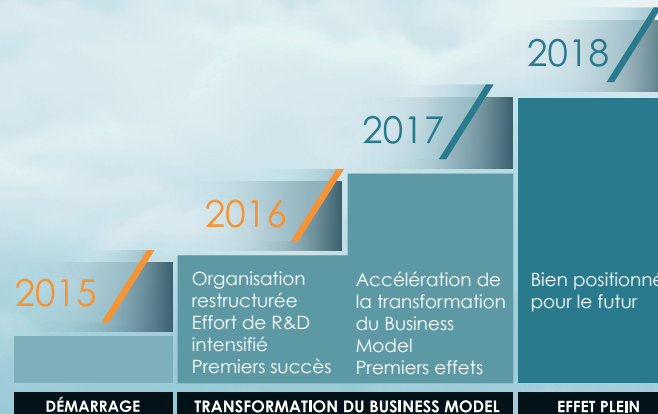 2018
2017
2016
2015
Organisation
restructurée
Effort de R&D
intensifié
Premiers succès
Accélération de
la transformation
du Business
Model
Premiers effets
Bien positionné
pour le futur
DÉMARRAGE
TRANSFORMATION DU BUSINESS MODEL
EFFET PLEIN